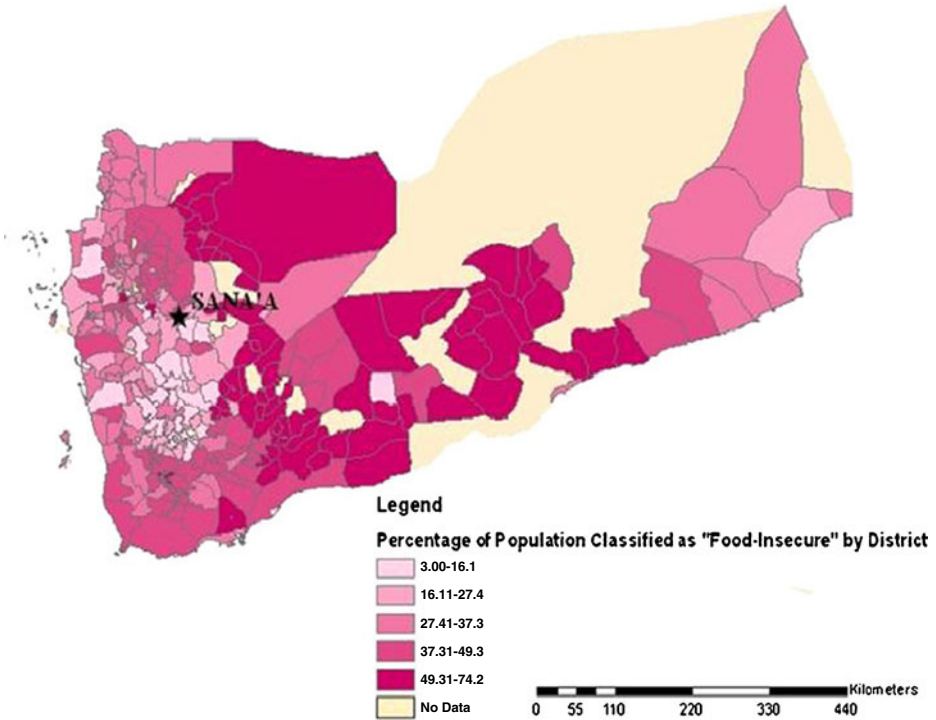 SANA'A
Legend
Percentage of Population Classified as "Food-Insecure" by District
3.00-16.1
16.11-27.4
27.41-37.3
37.31-49.3
49.31-74.2
No Data
Kilometers
0 55 110 220 330 440